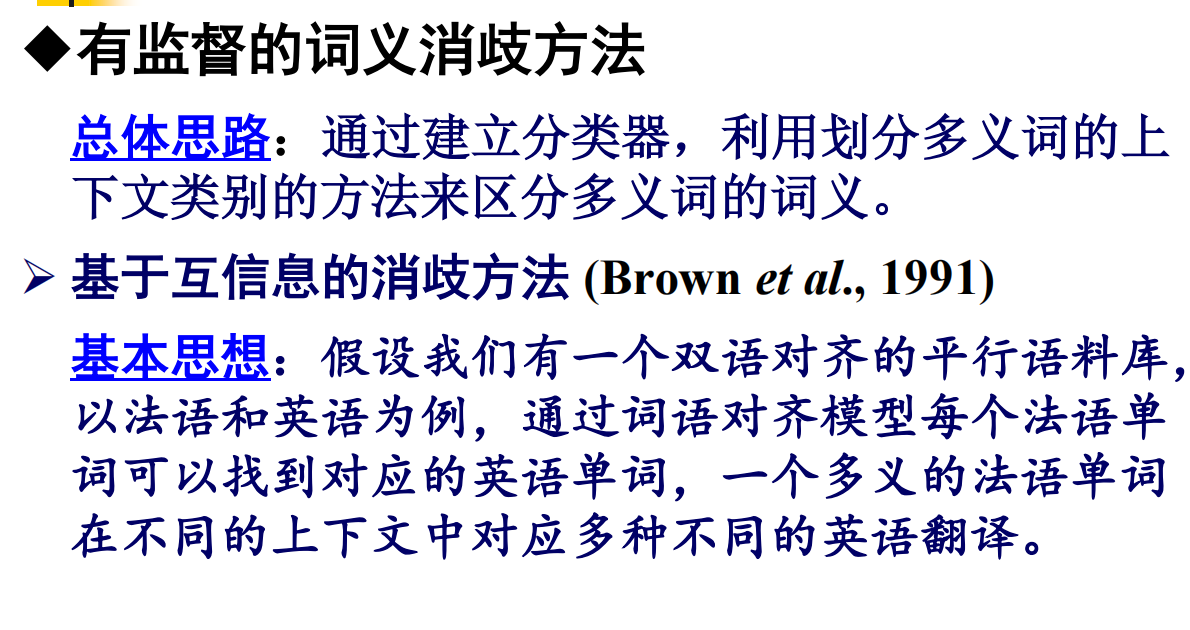 ◆有监督的词义消歧方法
总体思路：通过建立分类器，利用划分多义词的上
下文类别的方法来区分多义词的词义。
➢ 基于互信息的消歧方法 (Brown et al., 1991)
基本思想：假设我们有一个双语对齐的平行语料库，
以法语和英语为例，通过词语对齐模型每个法语单
词可以找到对应的英语单词，一个多义的法语单词
在不同的上下文中对应多种不同的英语翻译。